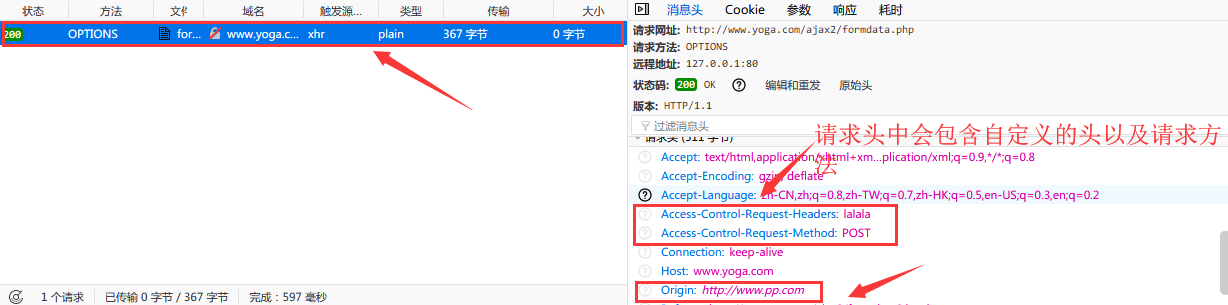 状态 方法 文件 域名 触发源... 类型 传输 大小
200 OPTIONS for... www.yoga.c... xhr plain 367 字节 0 字节
1 个请求 已传输 0 字节 / 367 字节 完成：597 毫秒
消息头 Cookie 参数 响应 耗时
请求网址: http://www.yoga.com/ajax2/formdata.php
请求方法: OPTIONS
远程地址: 127.0.0.1:80
状态码: 200 OK 编辑和重发 原始头
版本: HTTP/1.1
过滤消息头
请求头中会包含自定义的头以及请求方
法
请求头 (511 字节)
Accept: text/html,application/xhtml+xm...plication/xml;q=0.9,*/*;q=0.8
Accept-Encoding: gzip, deflate
Accept-Language: zh-CN,zh;q=0.8,zh-TW;q=0.7,zh-HK;q=0.5,en-US;q=0.3,en;q=0.2
Access-Control-Request-Headers: lalala
Access-Control-Request-Method: POST
Connection: keep-alive
Host: www.yoga.com
Origin: http://www.pp.com